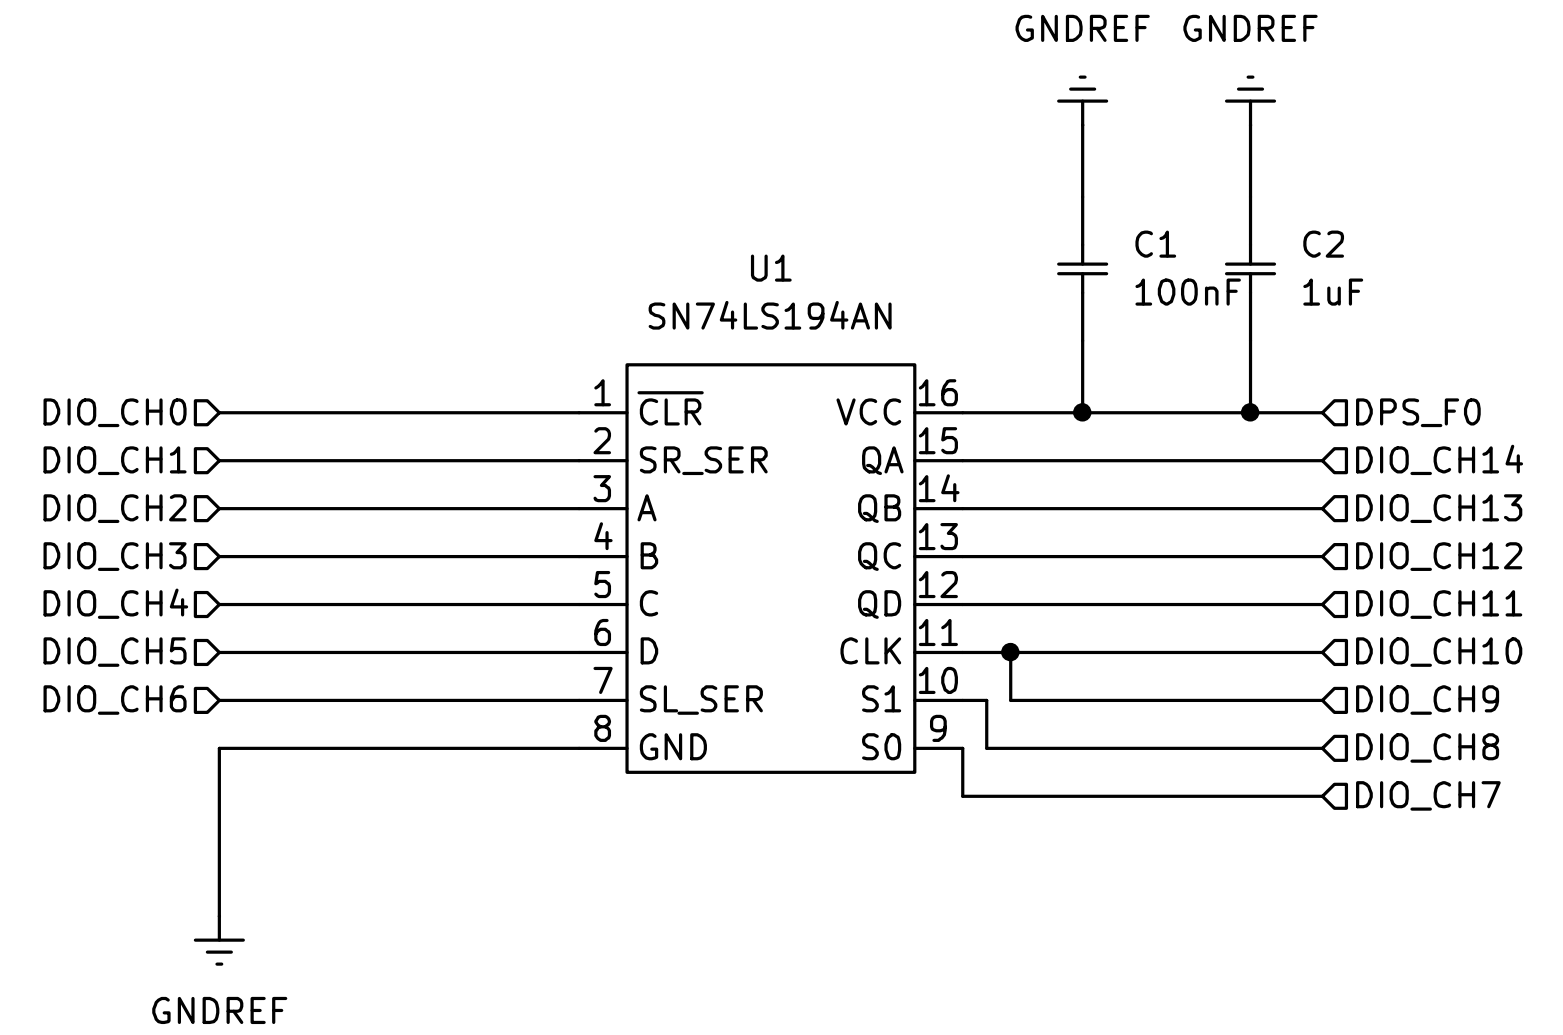 GNDREF GNDREF
C1 C2
100nF 1uF
U1
SN74LS194AN
DIO_CH0 1 CLR VCC 16 DPS_F0
DIO_CH1 2 SR_SER QA 15 DIO_CH14
DIO_CH2 3 A QB 14 DIO_CH13
DIO_CH3 4 B QC 13 DIO_CH12
DIO_CH4 5 C QD 12 DIO_CH11
DIO_CH5 6 D CLK 11 DIO_CH10
DIO_CH6 7 SL_SER S1 10 DIO_CH9
8 GND S0 9 DIO_CH8
DIO_CH7
GNDREF